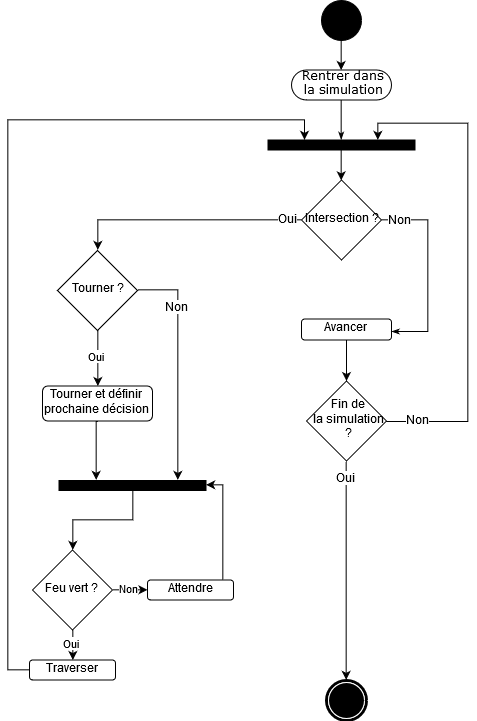 Rentrer dans
la simulation
Oui
Intersection ?
Non
Tourner ?
Non
Oui
Avancer
Tourner et définir
prochaine décision
Fin de
la simulation
?
Non
Oui
Feu vert ?
Non
Attendre
Oui
Traverser